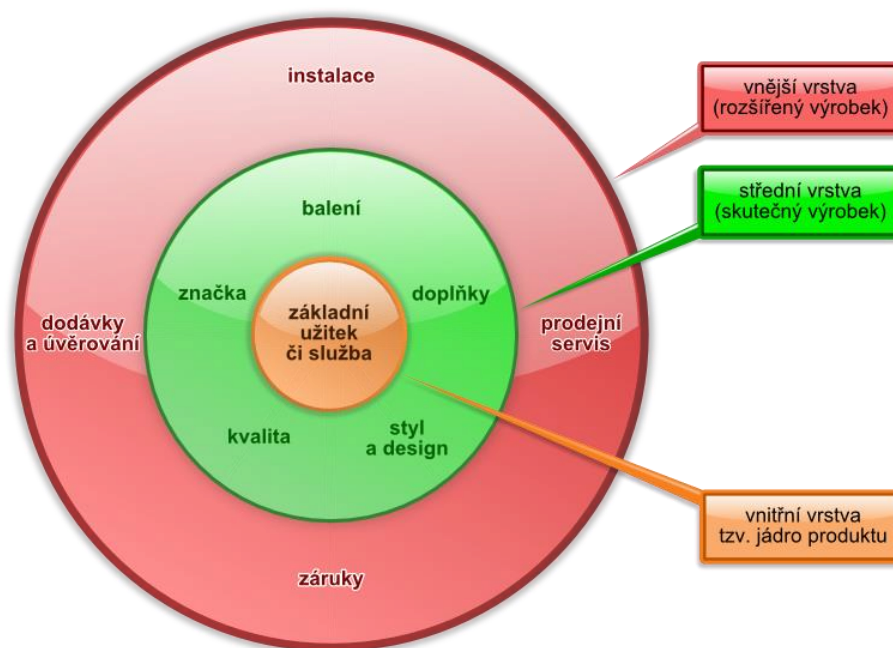 instalace
vnější vrstva
(rozšířený výrobek)
střední vrstva
(skutečný výrobek)
balení
značka
doplňky
základní
užitek
či služba
dodávky
a úvěrování
prodejní
servis
kvalita
styl
a design
vnitřní vrstva
tzv. jádro produktu
záruky